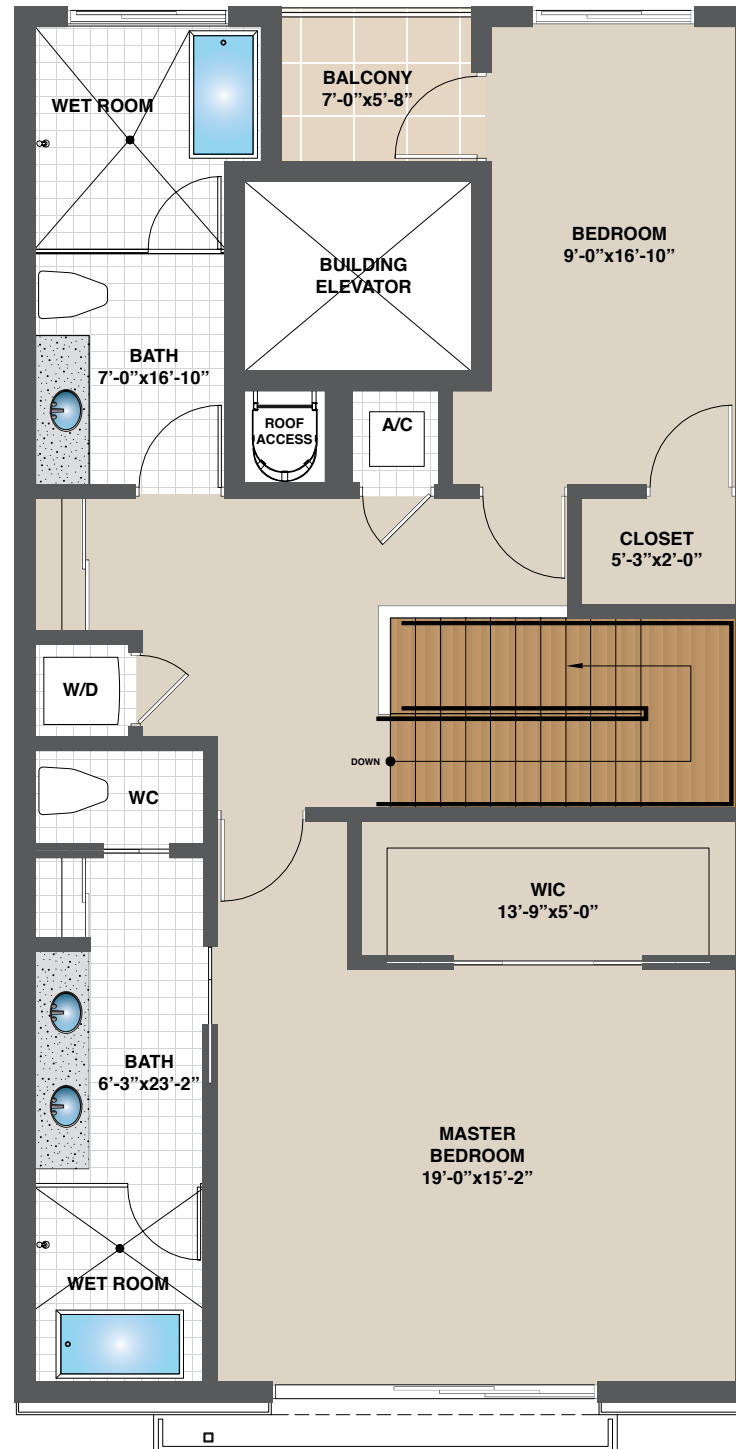 WET ROOM
BALCONY
7’-0”x5’-8”
BEDROOM
9’-0”x16’-10”
BUILDING
ELEVATOR
BATH
7’-0”x16’-10”
ROOF
ACCESS
A/C
CLOSET
5’-3”x2’-0”
W/D
DOWN
WC
WIC
13’-9”x5’-0”
BATH
6’-3”x23’-2”
MASTER
BEDROOM
19’-0”x15’-2”
WET ROOM